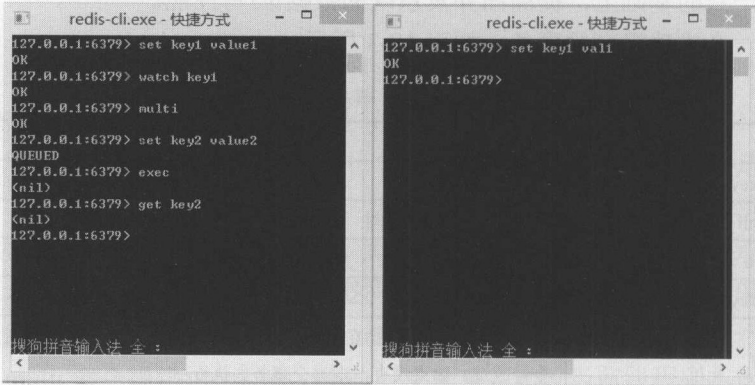 redis-cli.exe - 快捷方式
127.0.0.1:6379> set key1 value1
OK
127.0.0.1:6379> watch key1
OK
127.0.0.1:6379> multi
OK
127.0.0.1:6379> set key2 value2
QUEUED
127.0.0.1:6379> exec
(nil)
127.0.0.1:6379> get key2
(nil)
127.0.0.1:6379>
搜狗拼音输入法 全 :
redis-cli.exe - 快捷方式
127.0.0.1:6379> set key1 val1
OK
127.0.0.1:6379>
搜狗拼音输入法 全 :